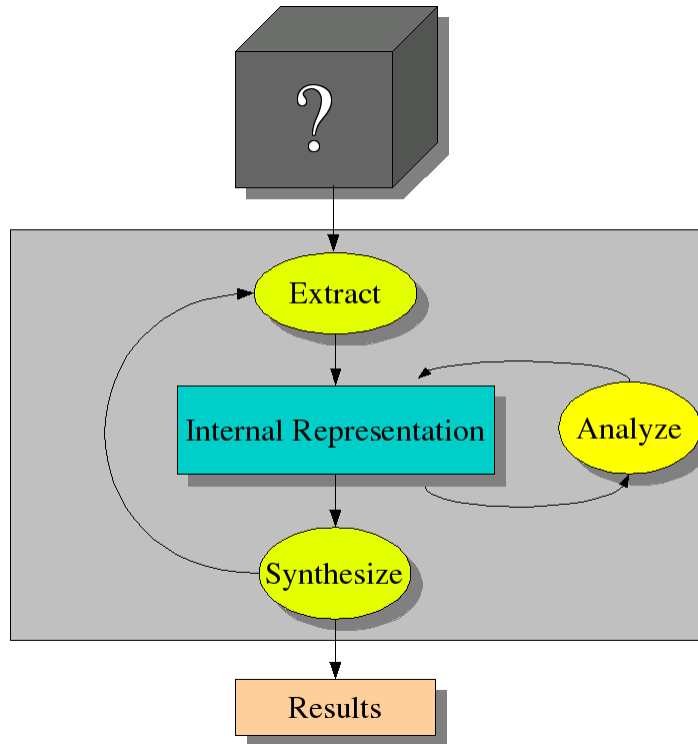 ?
Extract
Internal Representation
Analyze
Synthesize
Results